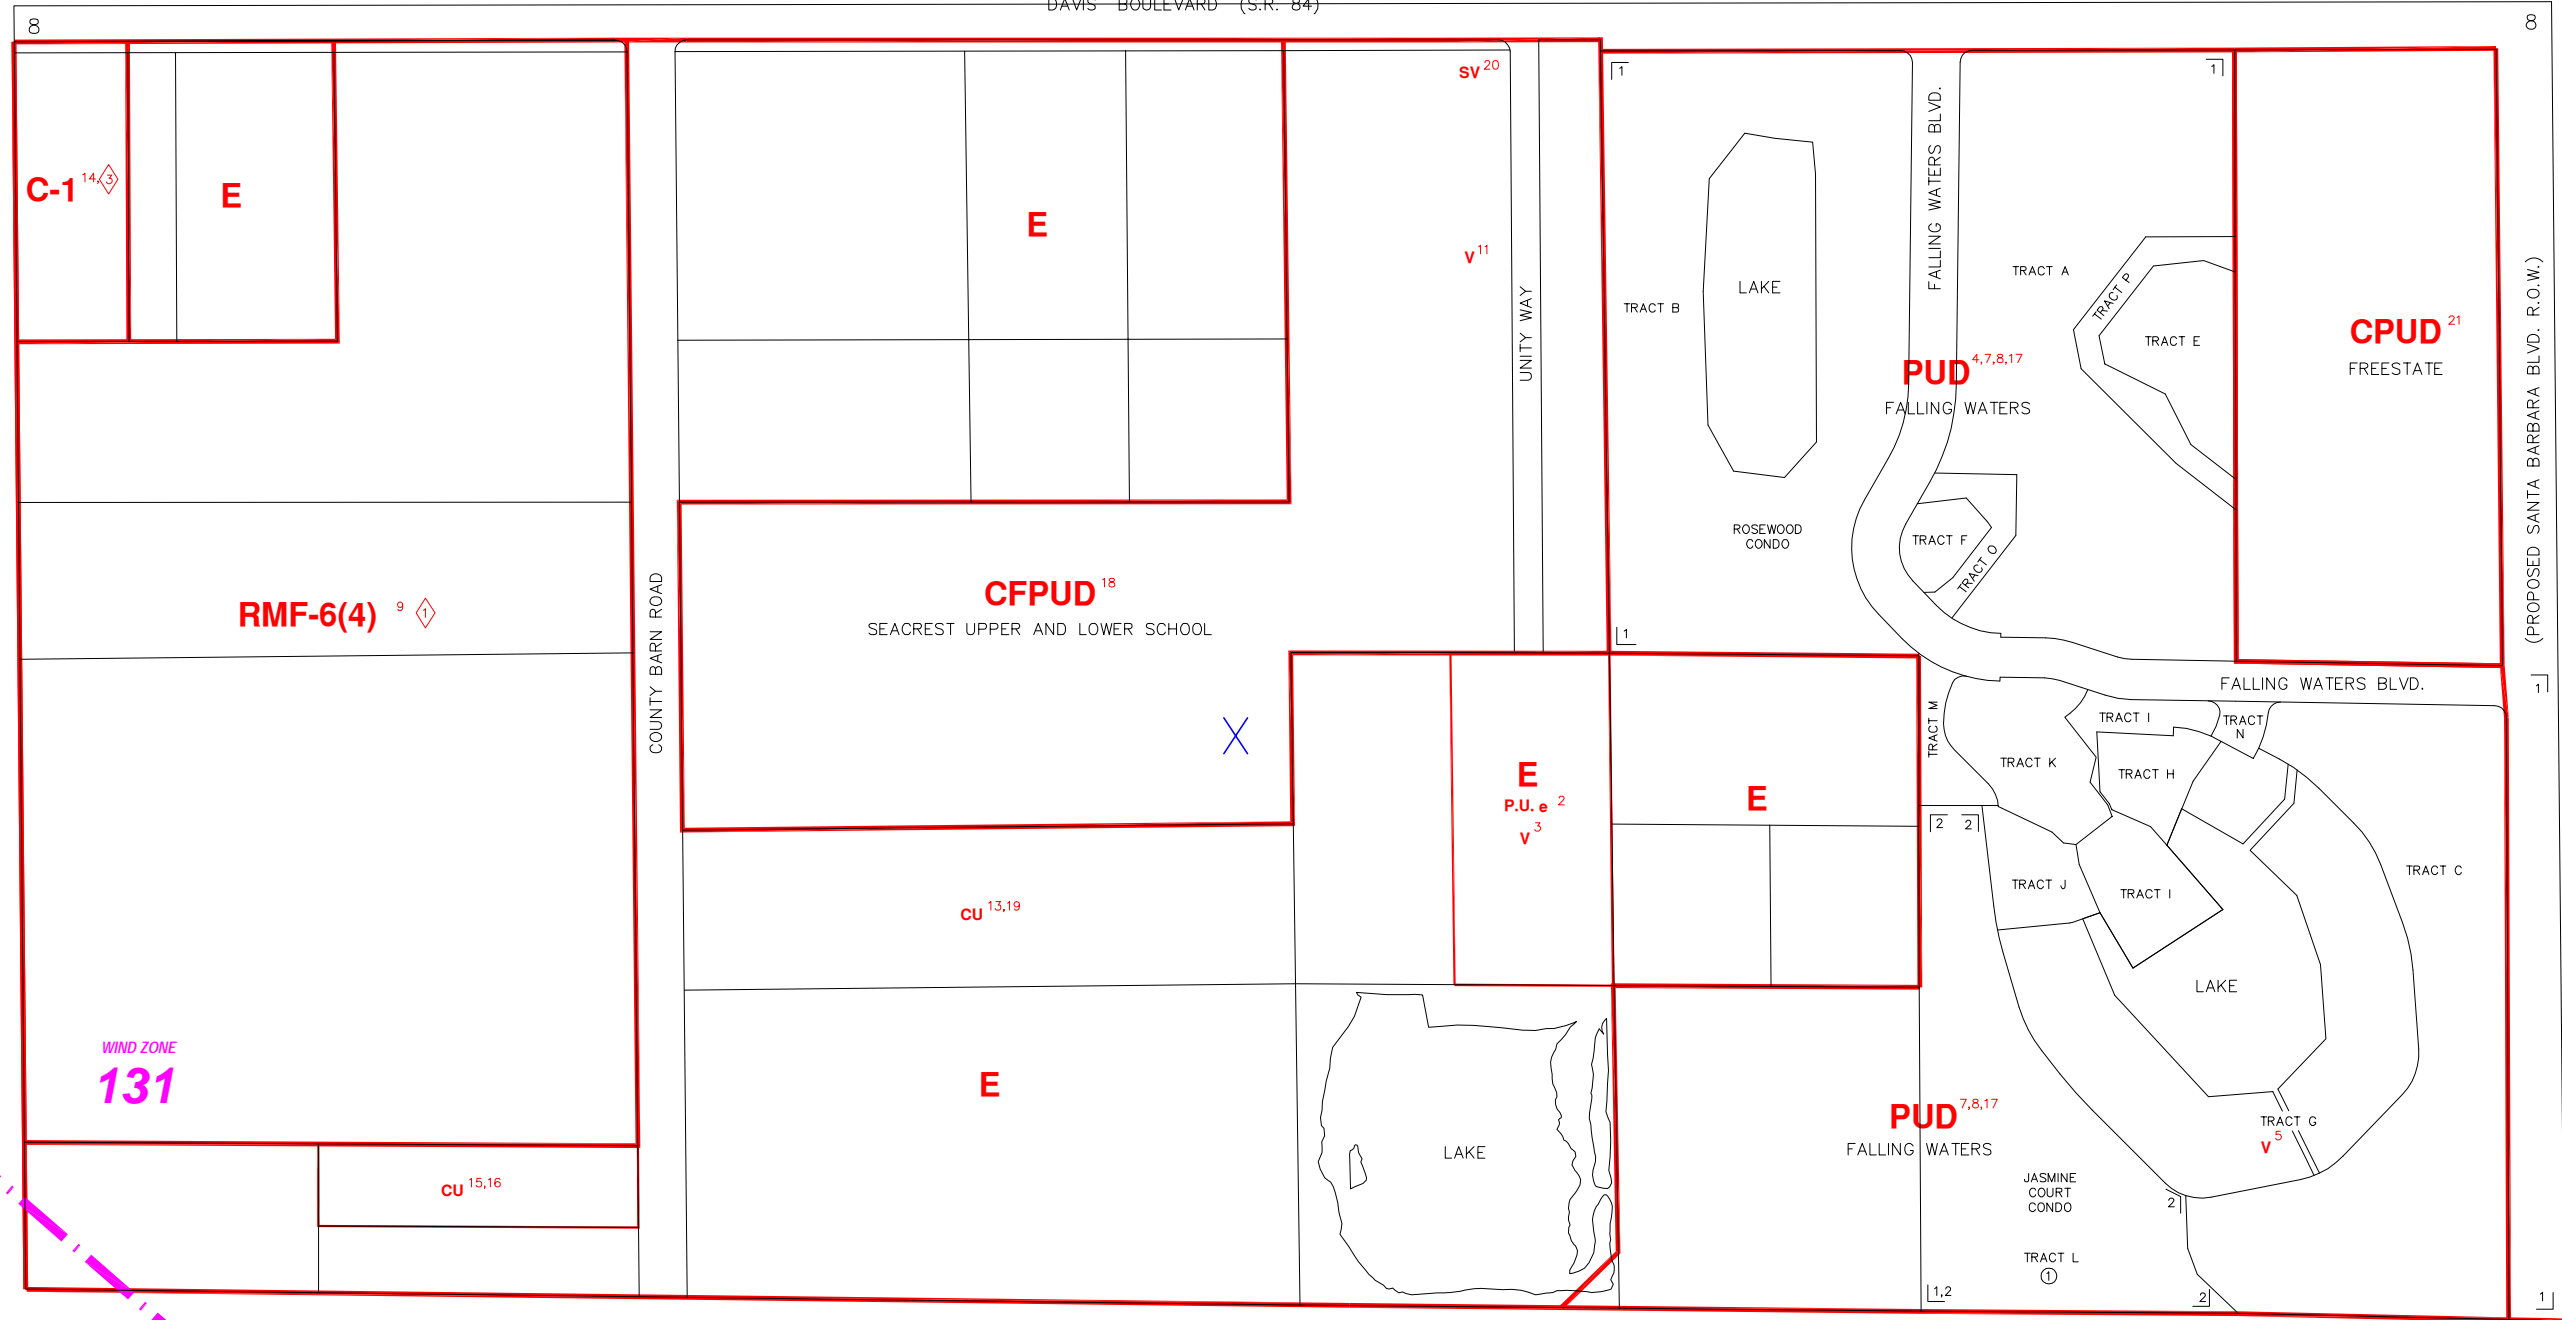 DAVIS BOULEVARD (S.R. 84)
8
8
C-1 14, 3
E
E
SV 20
V 11
UNITY WAY
COUNTY BARN ROAD
RMF-6(4) 9 1
CFPUD 18
SEACREST UPPER AND LOWER SCHOOL
X
CU 13,19
E
E
P.U. e 2
V 3
E
LAKE
WIND ZONE
131
CU 15,16
1
1
1
TRACT B
LAKE
FALLING WATERS BLVD.
TRACT A
TRACT P
TRACT E
PUD 4,7,8,17
FALLING WATERS
ROSEWOOD
CONDO
TRACT F
TRACT O
CPUD 21
FREESTATE
(PROPOSED SANTA BARBARA BLVD. R.O.W.)
FALLING WATERS BLVD.
1
TRACT M
TRACT K
TRACT I
TRACT
N
TRACT H
2
2
TRACT J
TRACT I
TRACT C
LAKE
PUD 7,8,17
FALLING WATERS
TRACT G
V 5
JASMINE
COURT
CONDO
2
TRACT L
1
1,2
2
1